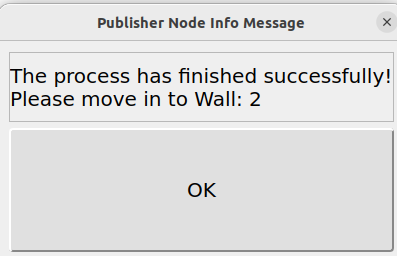 Publisher Node Info Message
The process has finished successfully!
Please move in to Wall: 2
OK